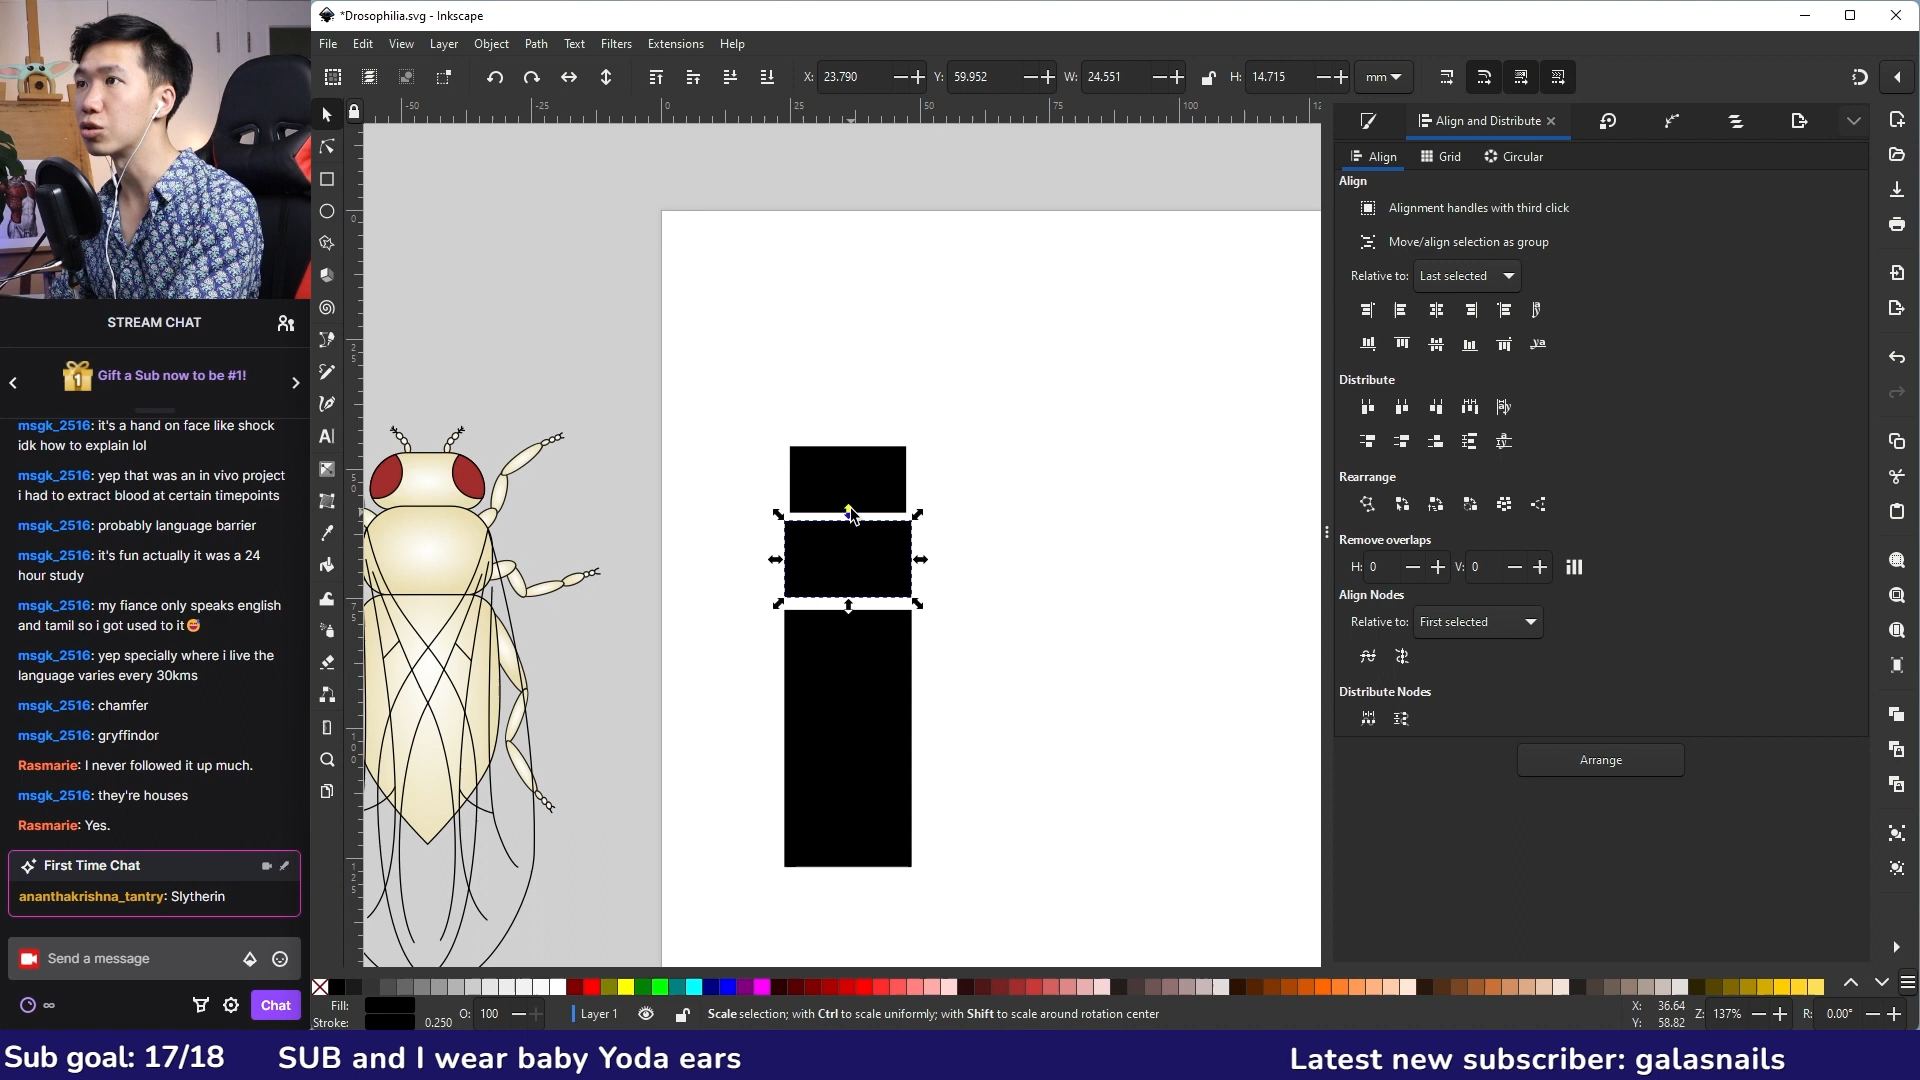 *Drosophilia.svg - Inkscape
File Edit View Layer Object Path Text Filters Extensions Help
X: 23.790 Y: 59.952 W: 24.551 H: 14.715 mm
-50 -25 0 25 50 75 100
Align and Distribute
Align Grid Circular
Align
Alignment handles with third click
Move/align selection as group
Relative to: Last selected
Distribute
Rearrange
Remove overlaps
H: 0 V: 0
Align Nodes
Relative to: First selected
Distribute Nodes
Arrange
STREAM CHAT
Gift a Sub now to be #1!
msgk_2516: it's a hand on face like shock
idk how to explain lol
msgk_2516: yep that was an in vivo project
i had to extract blood at certain timepoints
msgk_2516: probably language barrier
msgk_2516: it's fun actually it was a 24
hour study
msgk_2516: my fiance only speaks english
and tamil so i got used to it😅
msgk_2516: yep specially where i live the
language varies every 30kms
msgk_2516: chamfer
msgk_2516: gryffindor
Rasmarie: I never followed it up much.
msgk_2516: they're houses
Rasmarie: Yes.
First Time Chat
ananthakrishna_tantry: Slytherin
Send a message
∞ Chat
Fill:
Stroke: 0.250 O: 100 Layer 1 Scale selection; with Ctrl to scale uniformly; with Shift to scale around rotation center
X: 36.64
Y: 58.82
Z: 137% R: 0.00°
Sub goal: 17/18 SUB and I wear baby Yoda ears Latest new subscriber: galasnails